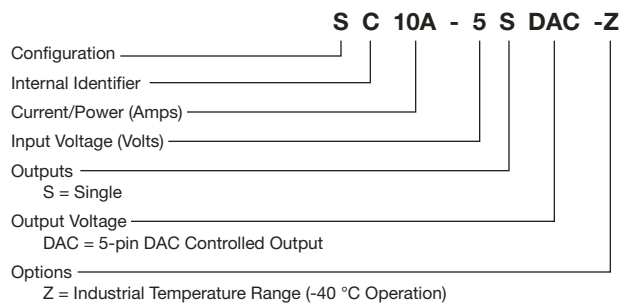 S C 10A - 5 S DAC -Z
Configuration
Internal Identifier
Current/Power (Amps)
Input Voltage (Volts)
Outputs
S = Single
Output Voltage
DAC = 5-pin DAC Controlled Output
Options
Z = Industrial Temperature Range (-40 °C Operation)